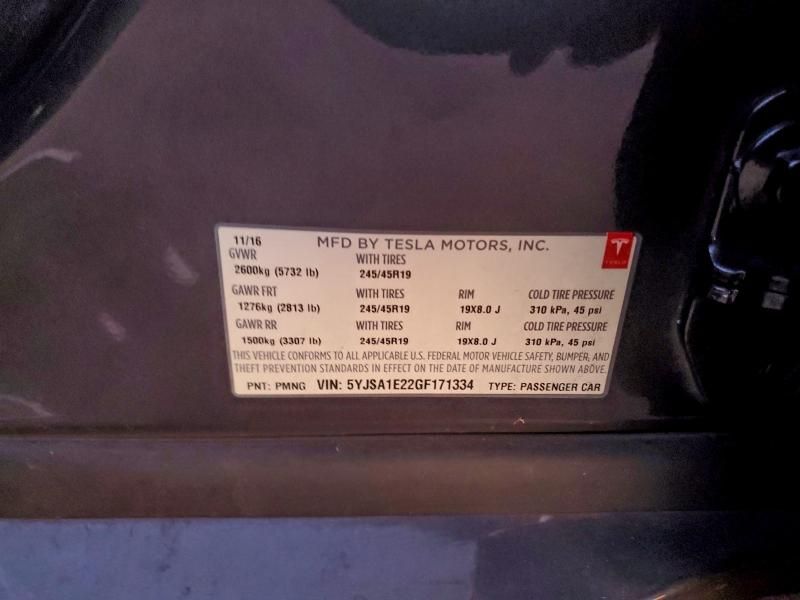 11/16 MFD BY TESLA MOTORS, INC.
TESLA
GVWR WITH TIRES
2600kg (5732 lb) 245/45R19
GAWR FRT WITH TIRES RIM COLD TIRE PRESSURE
1276kg (2813 lb) 245/45R19 19X8.0 J 310 kPa, 45 psi
GAWR RR WITH TIRES RIM COLD TIRE PRESSURE
1500kg (3307 lb) 245/45R19 19X8.0 J 310 kPa, 45 psi
THIS VEHICLE CONFORMS TO ALL APPLICABLE U.S. FEDERAL MOTOR VEHICLE SAFETY, BUMPER, AND
THEFT PREVENTION STANDARDS IN EFFECT ON THE DATE OF MANUFACTURE SHOWN ABOVE.
PNT: PMNG VIN: 5YJSA1E22GF171334 TYPE: PASSENGER CAR